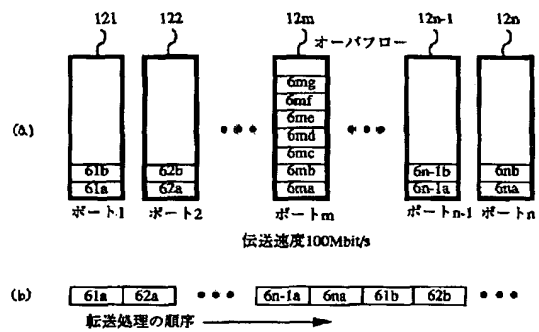 121 122 12m 12n-1 12n
オーバフロー
(a)
6mg
6mf
6me
6md
6mc
61b 62b 6mb 6n-1b 6nb
61a 62a 6ma 6n-1a 6na
ポート1 ポート2 ポートm ポートn-1 ポートn
伝送速度100Mbit/s
(b) 61a 62a ••• 6n-1a 6na 61b 62b •••
転送処理の順序